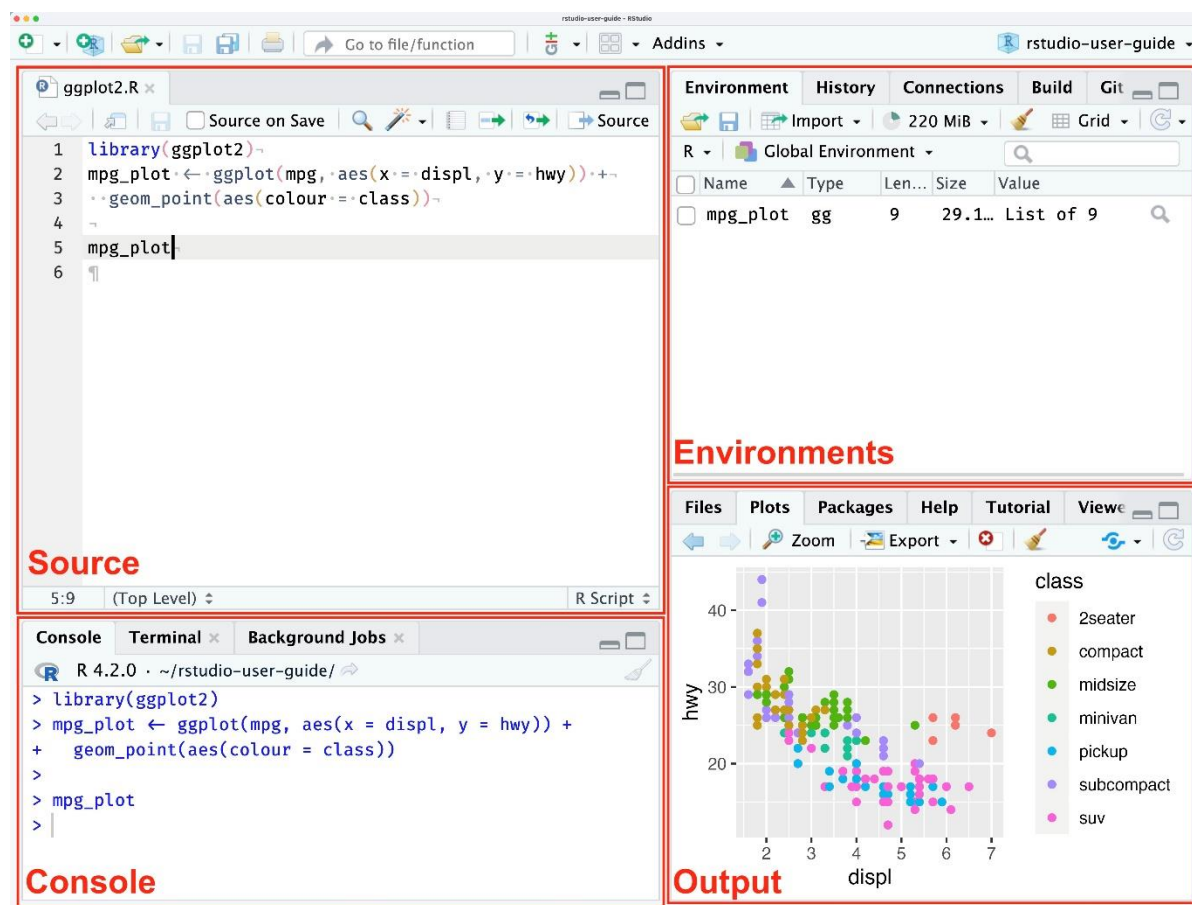 rstudio-user-guide - RStudio
Go to file/function
Addins
rstudio-user-guide
ggplot2.R
Source on Save
Source
1 library(ggplot2)¬
2 mpg_plot·←·ggplot(mpg,·aes(x·=·displ,·y·=·hwy))·+¬
3 ··geom_point(aes(colour·=·class))¬
4 ¬
5 mpg_plot¬
6 ¶
Source
5:9 (Top Level) R Script
Console Terminal Background Jobs
R 4.2.0 · ~/rstudio-user-guide/
> library(ggplot2)
> mpg_plot ← ggplot(mpg, aes(x = displ, y = hwy)) +
+   geom_point(aes(colour = class))
>
> mpg_plot
>
Console
Environment History Connections Build Git
Import 220 MiB Grid
R Global Environment
Name Type Len... Size Value
mpg_plot gg 9 29.1… List of 9
Environments
Files Plots Packages Help Tutorial Viewe
Zoom Export
class
2seater
compact
midsize
minivan
pickup
subcompact
suv
40
30
20
hwy
2 3 4 5 6 7
displ
Output